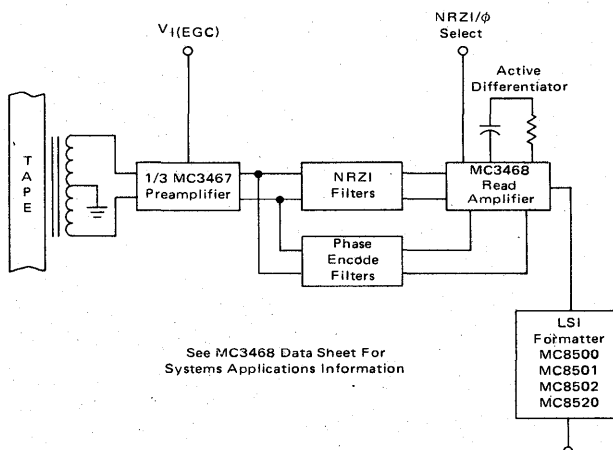 V I(EGC)
NRZI/ϕ
Select
Active
Differentiator
TAPE
1/3 MC3467
Preamplifier
NRZI
Filters
MC3468
Read
Amplifier
Phase
Encode
Filters
See MC3468 Data Sheet For
Systems Applications Information
LSI
Formatter
MC8500
MC8501
MC8502
MC8520